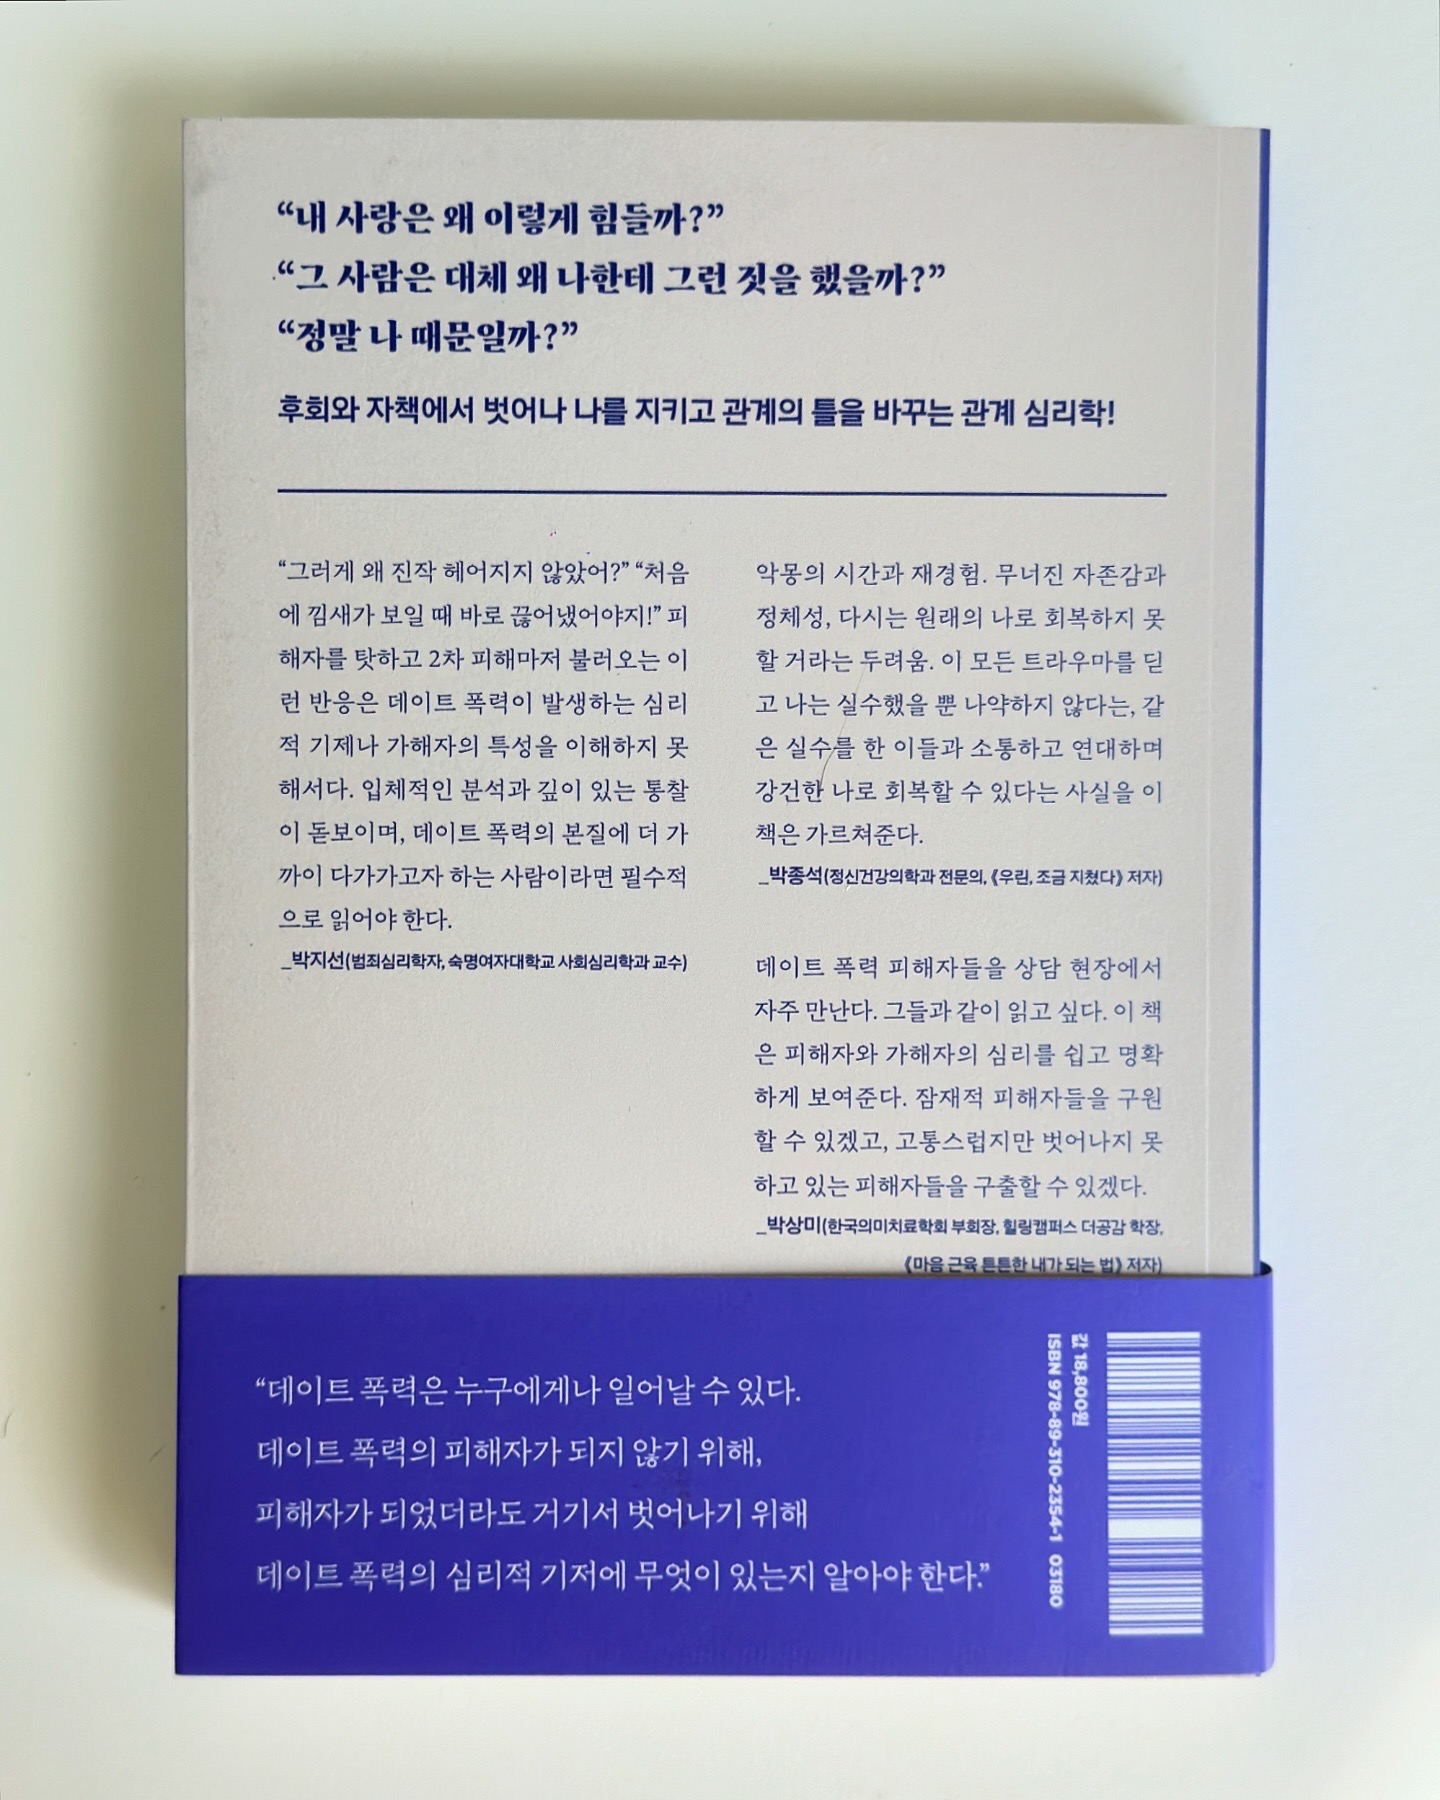 “내 사랑은 왜 이렇게 힘들까?”
“그 사람은 대체 왜 나한테 그런 짓을 했을까?”
“정말 나 때문일까?”
후회와 자책에서 벗어나 나를 지키고 관계의 틀을 바꾸는 관계 심리학!
“그러게 왜 진작 헤어지지 않았어?” “처음
에 낌새가 보일 때 바로 끊어냈어야지!” 피
해자를 탓하고 2차 피해마저 불러오는 이
런 반응은 데이트 폭력이 발생하는 심리
적 기제나 가해자의 특성을 이해하지 못
해서다. 입체적인 분석과 깊이 있는 통찰
이 돋보이며, 데이트 폭력의 본질에 더 가
까이 다가가고자 하는 사람이라면 필수적
으로 읽어야 한다.
_박지선(범죄심리학자, 숙명여자대학교 사회심리학과 교수)
악몽의 시간과 재경험. 무너진 자존감과
정체성, 다시는 원래의 나로 회복하지 못
할 거라는 두려움. 이 모든 트라우마를 딛
고 나는 실수했을 뿐 나약하지 않다는, 같
은 실수를 한 이들과 소통하고 연대하며
강건한 나로 회복할 수 있다는 사실을 이
책은 가르쳐준다.
_박종석(정신건강의학과 전문의, 《우린, 조금 지쳤다》 저자)
데이트 폭력 피해자들을 상담 현장에서
자주 만난다. 그들과 같이 읽고 싶다. 이 책
은 피해자와 가해자의 심리를 쉽고 명확
하게 보여준다. 잠재적 피해자들을 구원
할 수 있겠고, 고통스럽지만 벗어나지 못
하고 있는 피해자들을 구출할 수 있겠다.
_박상미(한국의미치료학회 부회장, 힐링캠퍼스 더공감 학장,
《마음 근육 튼튼한 내가 되는 법》 저자)
“데이트 폭력은 누구에게나 일어날 수 있다.
데이트 폭력의 피해자가 되지 않기 위해,
피해자가 되었더라도 거기서 벗어나기 위해
데이트 폭력의 심리적 기저에 무엇이 있는지 알아야 한다.”
값 18,800원
ISBN 978-89-310-2354-1 03180